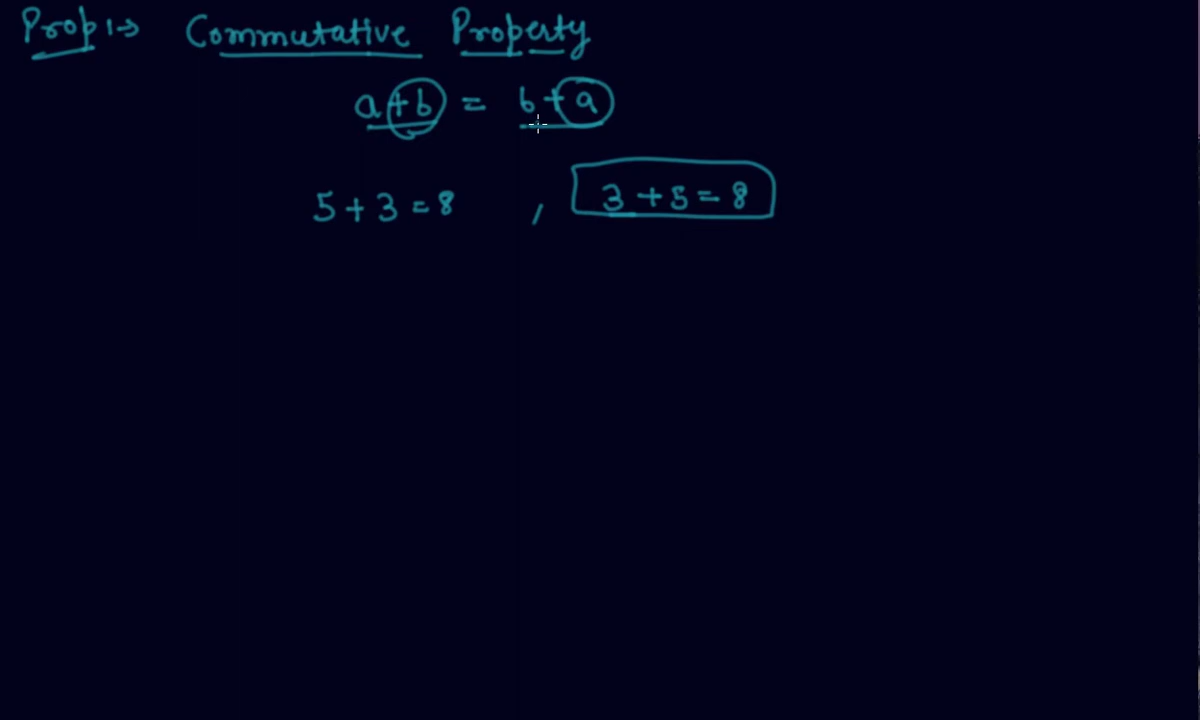 Prop 1→ Commutative Property
a+b = b+a
5+3=8 , 3+5=8